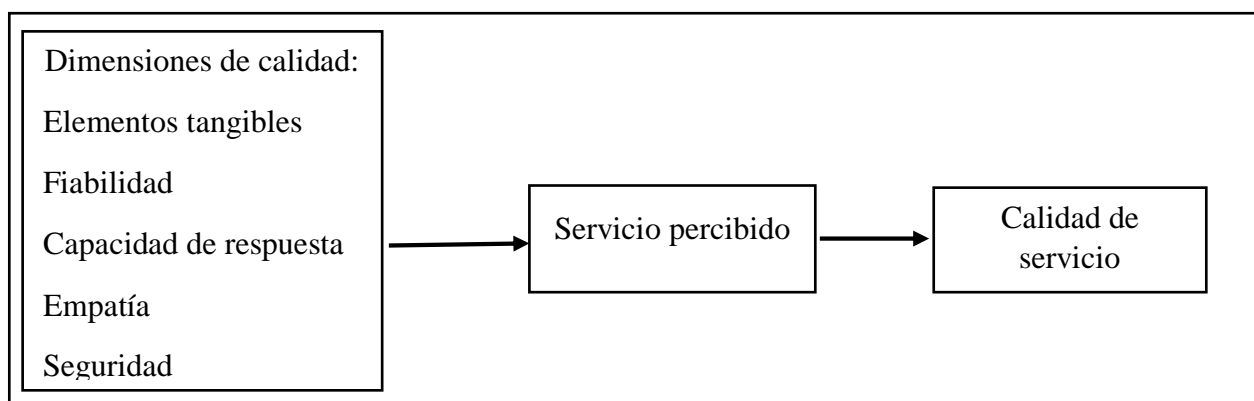 Dimensiones de calidad:
Elementos tangibles
Fiabilidad
Capacidad de respuesta
Empatía
Seguridad
Servicio percibido
Calidad de
servicio